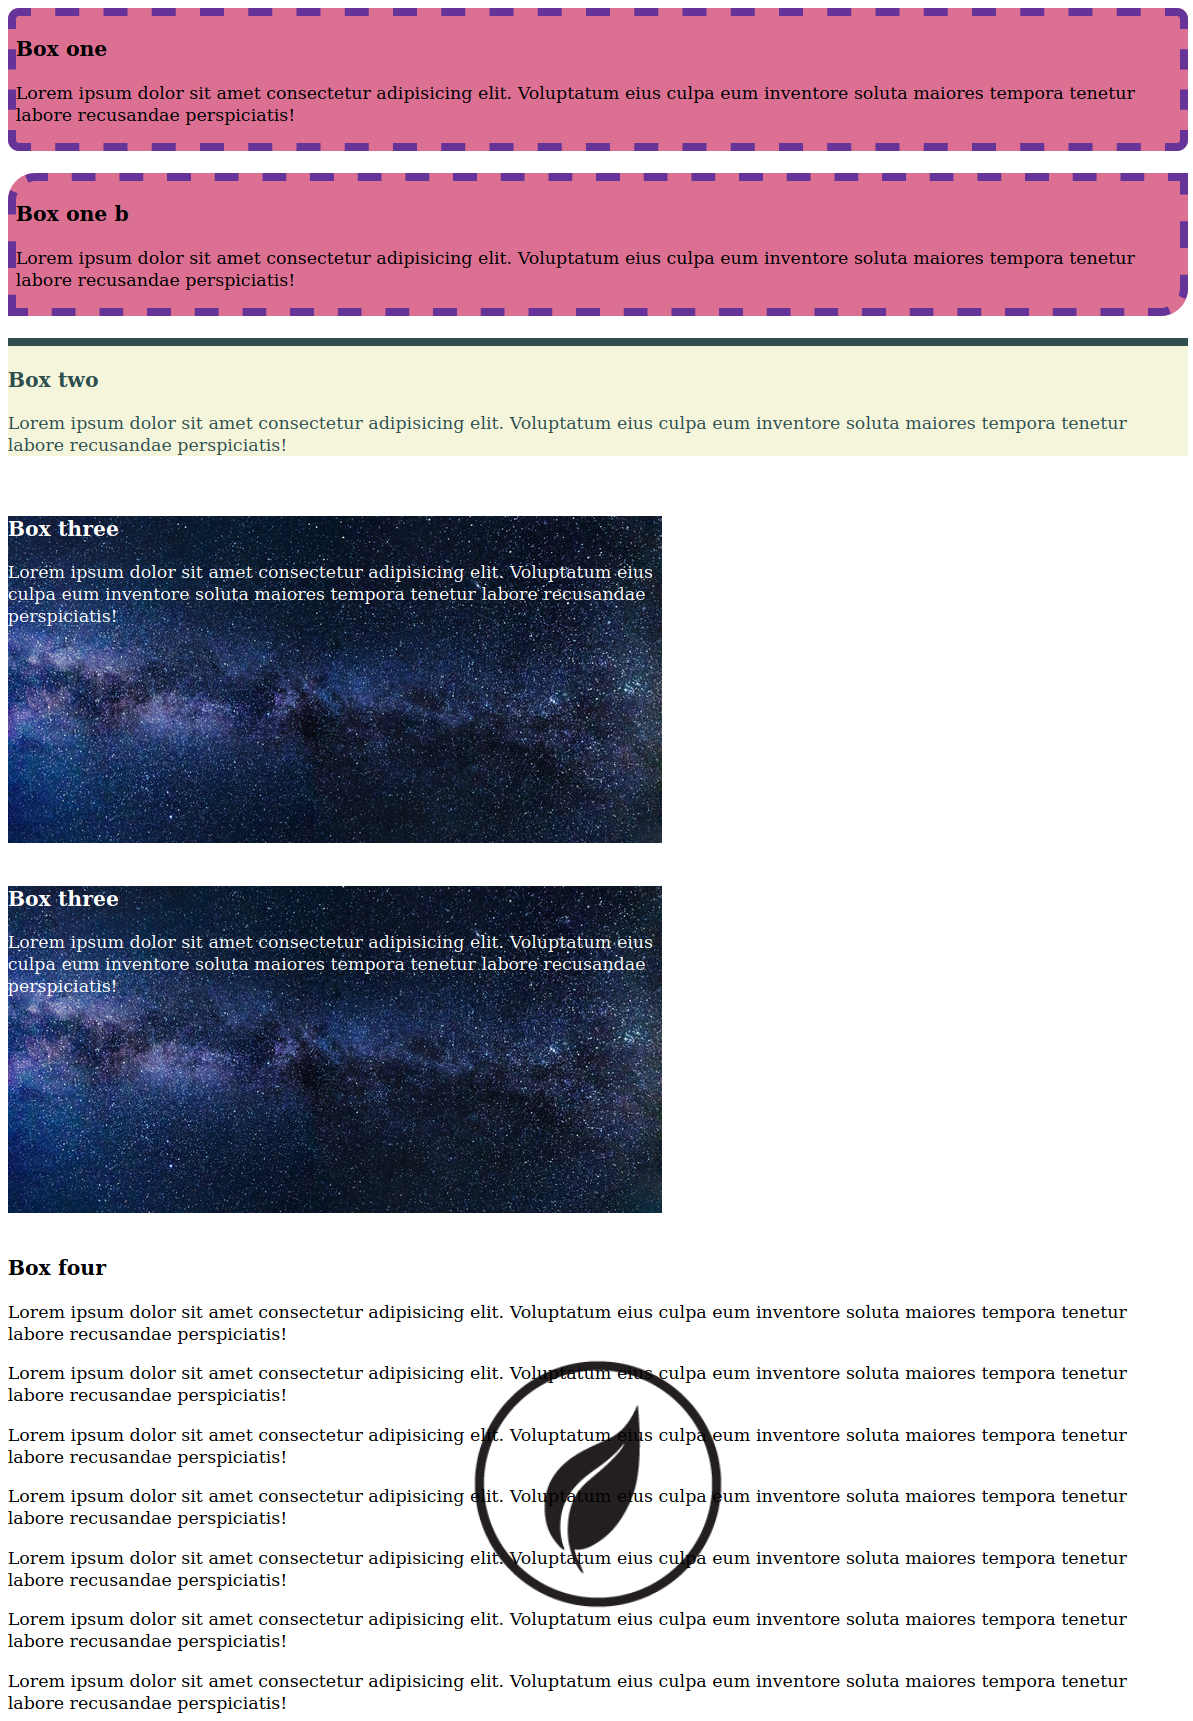 Box one
Lorem ipsum dolor sit amet consectetur adipisicing elit. Voluptatum eius culpa eum inventore soluta maiores tempora tenetur
labore recusandae perspiciatis!
Box one b
Lorem ipsum dolor sit amet consectetur adipisicing elit. Voluptatum eius culpa eum inventore soluta maiores tempora tenetur
labore recusandae perspiciatis!
Box two
Lorem ipsum dolor sit amet consectetur adipisicing elit. Voluptatum eius culpa eum inventore soluta maiores tempora tenetur
labore recusandae perspiciatis!
Box three
Lorem ipsum dolor sit amet consectetur adipisicing elit. Voluptatum eius
culpa eum inventore soluta maiores tempora tenetur labore recusandae
perspiciatis!
Box three
Lorem ipsum dolor sit amet consectetur adipisicing elit. Voluptatum eius
culpa eum inventore soluta maiores tempora tenetur labore recusandae
perspiciatis!
Box four
Lorem ipsum dolor sit amet consectetur adipisicing elit. Voluptatum eius culpa eum inventore soluta maiores tempora tenetur
labore recusandae perspiciatis!
Lorem ipsum dolor sit amet consectetur adipisicing elit. Voluptatum eius culpa eum inventore soluta maiores tempora tenetur
labore recusandae perspiciatis!
Lorem ipsum dolor sit amet consectetur adipisicing elit. Voluptatum eius culpa eum inventore soluta maiores tempora tenetur
labore recusandae perspiciatis!
Lorem ipsum dolor sit amet consectetur adipisicing elit. Voluptatum eius culpa eum inventore soluta maiores tempora tenetur
labore recusandae perspiciatis!
Lorem ipsum dolor sit amet consectetur adipisicing elit. Voluptatum eius culpa eum inventore soluta maiores tempora tenetur
labore recusandae perspiciatis!
Lorem ipsum dolor sit amet consectetur adipisicing elit. Voluptatum eius culpa eum inventore soluta maiores tempora tenetur
labore recusandae perspiciatis!
Lorem ipsum dolor sit amet consectetur adipisicing elit. Voluptatum eius culpa eum inventore soluta maiores tempora tenetur
labore recusandae perspiciatis!